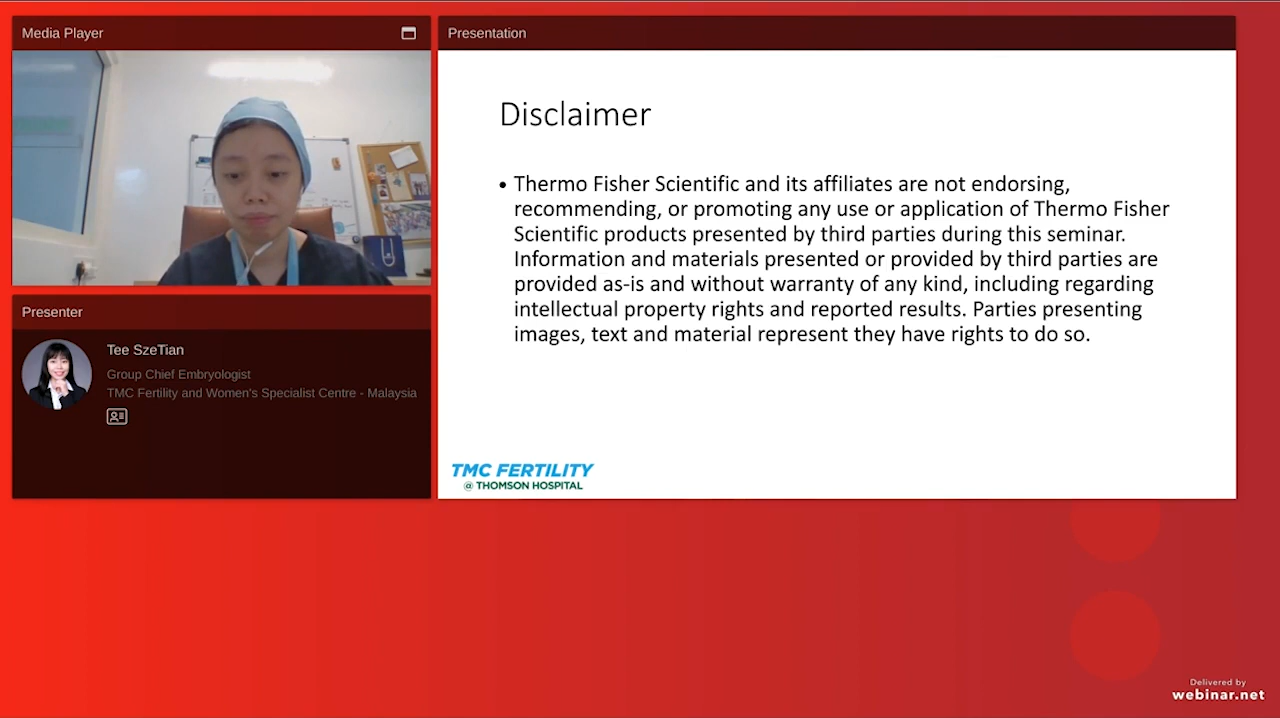 Media Player
Presentation
Disclaimer
• Thermo Fisher Scientific and its affiliates are not endorsing,
recommending, or promoting any use or application of Thermo Fisher
Scientific products presented by third parties during this seminar.
Information and materials presented or provided by third parties are
provided as-is and without warranty of any kind, including regarding
intellectual property rights and reported results. Parties presenting
images, text and material represent they have rights to do so.
Presenter
Tee SzeTian
Group Chief Embryologist
TMC Fertility and Women's Specialist Centre - Malaysia
TMC FERTILITY
@ THOMSON HOSPITAL
Delivered by
webinar.net